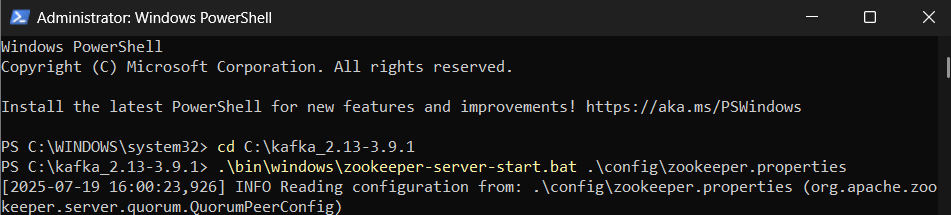 Administrator: Windows PowerShell
Windows PowerShell
Copyright (C) Microsoft Corporation. All rights reserved.
Install the latest PowerShell for new features and improvements! https://aka.ms/PSWindows
PS C:\WINDOWS\system32> cd C:\kafka_2.13-3.9.1
PS C:\kafka_2.13-3.9.1> .\bin\windows\zookeeper-server-start.bat .\config\zookeeper.properties
[2025-07-19 16:00:23,926] INFO Reading configuration from: .\config\zookeeper.properties (org.apache.zoo
keeper.server.quorum.QuorumPeerConfig)